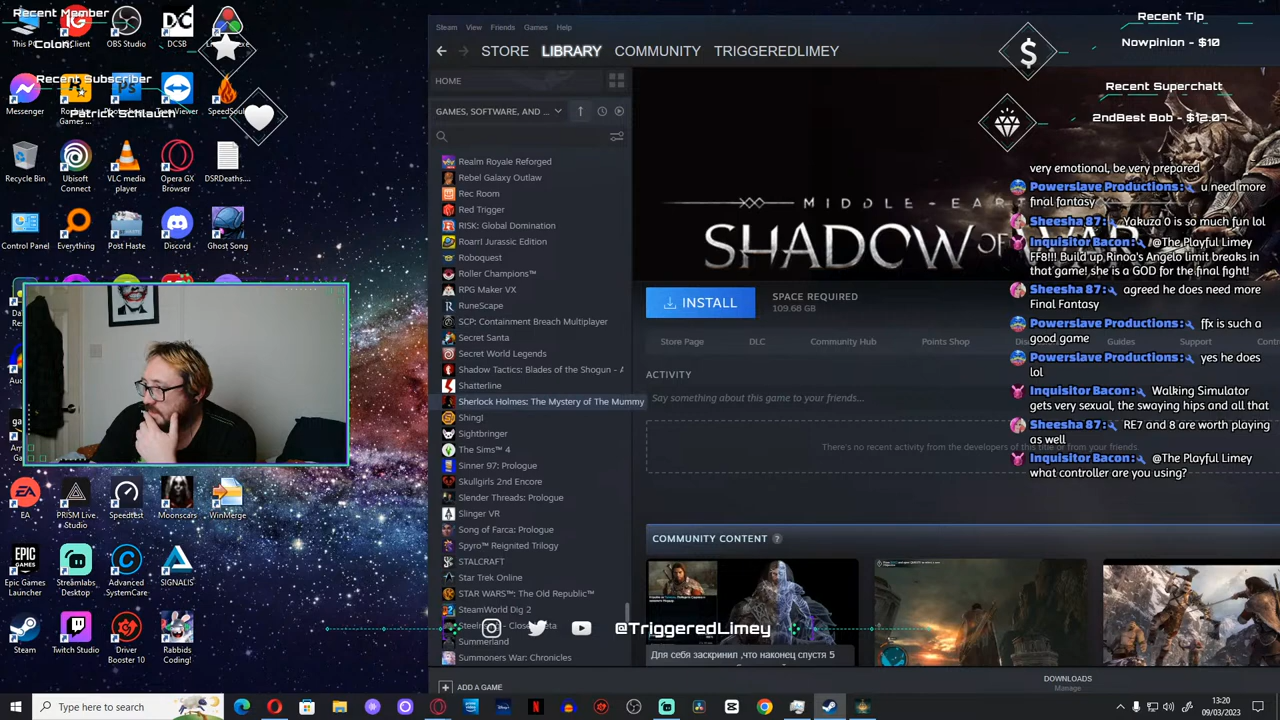 Recent Member
Colon
Recent Subscriber
Patrick Schlauch
This PC
IGClient
OBS Studio
DCSB
Messenger
TeamViewer
Recycle Bin
Ubisoft Connect
VLC media player
Opera GX Browser
DSRDeaths....
Control Panel
Everything
Post Haste
Discord
Ghost Song
EA
PRISM Live Studio
Speedtest
Moonscars
WinMerge
Epic Games Launcher
Streamlabs Desktop
Advanced SystemCare
SIGNALIS
Steam
Twitch Studio
Driver Booster 10
Rabbids Coding!
Steam View Friends Games Help
STORE LIBRARY COMMUNITY TRIGGEREDLIMEY
HOME
GAMES, SOFTWARE, AND ...
Realm Royale Reforged
Rebel Galaxy Outlaw
Rec Room
Red Trigger
RISK: Global Domination
Roarr! Jurassic Edition
Roboquest
Roller Champions™
RPG Maker VX
RuneScape
SCP: Containment Breach Multiplayer
Secret Santa
Secret World Legends
Shadow Tactics: Blades of the Shogun - A
Shatterline
Sherlock Holmes: The Mystery of The Mummy
Shing!
Sightbringer
The Sims™ 4
Sinner 97: Prologue
Skullgirls 2nd Encore
Slender Threads: Prologue
Slinger VR
Song of Farca: Prologue
Spyro™ Reignited Trilogy
STALCRAFT
Star Trek Online
STAR WARS™: The Old Republic™
SteamWorld Dig 2
Summerland
Summoners War: Chronicles
ADD A GAME
MIDDLE-EARTH
SHADOW OF WAR
INSTALL
SPACE REQUIRED
109.68 GB
Store Page DLC Community Hub Points Shop Guides Support
ACTIVITY
Say something about this game to your friends...
There's no recent activity from the developers of this
COMMUNITY CONTENT ?
Для себя заскринил ,что наконец спустя 5
DOWNLOADS
Manage
Recent Tip
Nowpinion - $10
Recent Superchatt
2ndBest Bob - $12.07
very emotional, be very prepared
Powerslave Productions: u need more
final fantasy
Sheesha 87: Yakuza 0 is so much fun lol
Inquisitor Bacon: @The Playful Limey
FF8!!! Build up Rinoa's Angelo limit breaks in
that game! She is a GSD for the final fight.
Sheesha 87: agreed he does need more
Final Fantasy
Powerslave Productions: ffx is such a
good game
Powerslave Productions: yes he does
lol
Inquisitor Bacon: Walking Simulator
gets very sexual, the swaying hips and all that
Sheesha 87: RE7 and 8 die worth playing
as well
Inquisitor Bacon: @The Playful Limey
what controller are you using?
@TriggeredLimey
Type here to search
13:20
09/03/2023